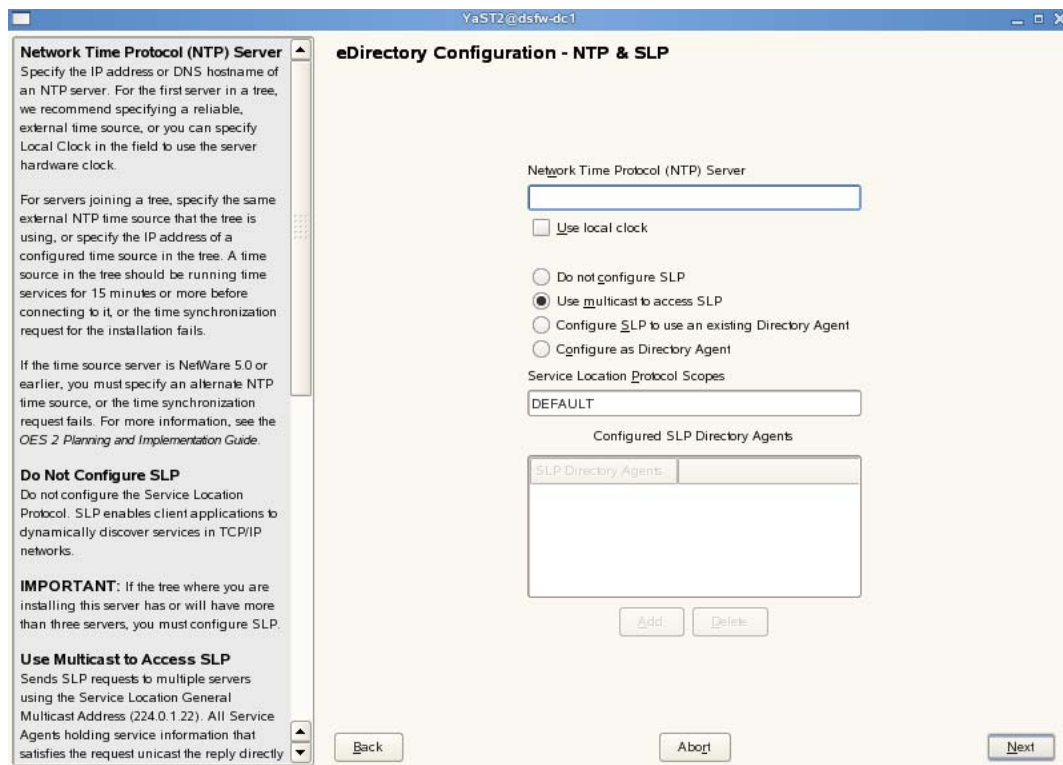 YaST2@dsfw-dc1
Network Time Protocol (NTP) Server
Specify the IP address or DNS hostname of
an NTP server. For the first server in a tree,
we recommend specifying a reliable,
external time source, or you can specify
Local Clock in the field to use the server
hardware clock.
For servers joining a tree, specify the same
external NTP time source that the tree is
using, or specify the IP address of a
configured time source in the tree. A time
source in the tree should be running time
services for 15 minutes or more before
connecting to it, or the time synchronization
request for the installation fails.
If the time source server is NetWare 5.0 or
earlier, you must specify an alternate NTP
time source, or the time synchronization
request fails. For more information, see the
OES 2 Planning and Implementation Guide.
Do Not Configure SLP
Do not configure the Service Location
Protocol. SLP enables client applications to
dynamically discover services in TCP/IP
networks.
IMPORTANT: If the tree where you are
installing this server has or will have more
than three servers, you must configure SLP.
Use Multicast to Access SLP
Sends SLP requests to multiple servers
using the Service Location General
Multicast Address (224.0.1.22). All Service
Agents holding service information that
satisfies the request unicast the reply directly
eDirectory Configuration - NTP & SLP
Network Time Protocol (NTP) Server
Use local clock
Do not configure SLP
Use multicast to access SLP
Configure SLP to use an existing Directory Agent
Configure as Directory Agent
Service Location Protocol Scopes
DEFAULT
Configured SLP Directory Agents
SLP Directory Agents
Add
Delete
Back
Abort
Next